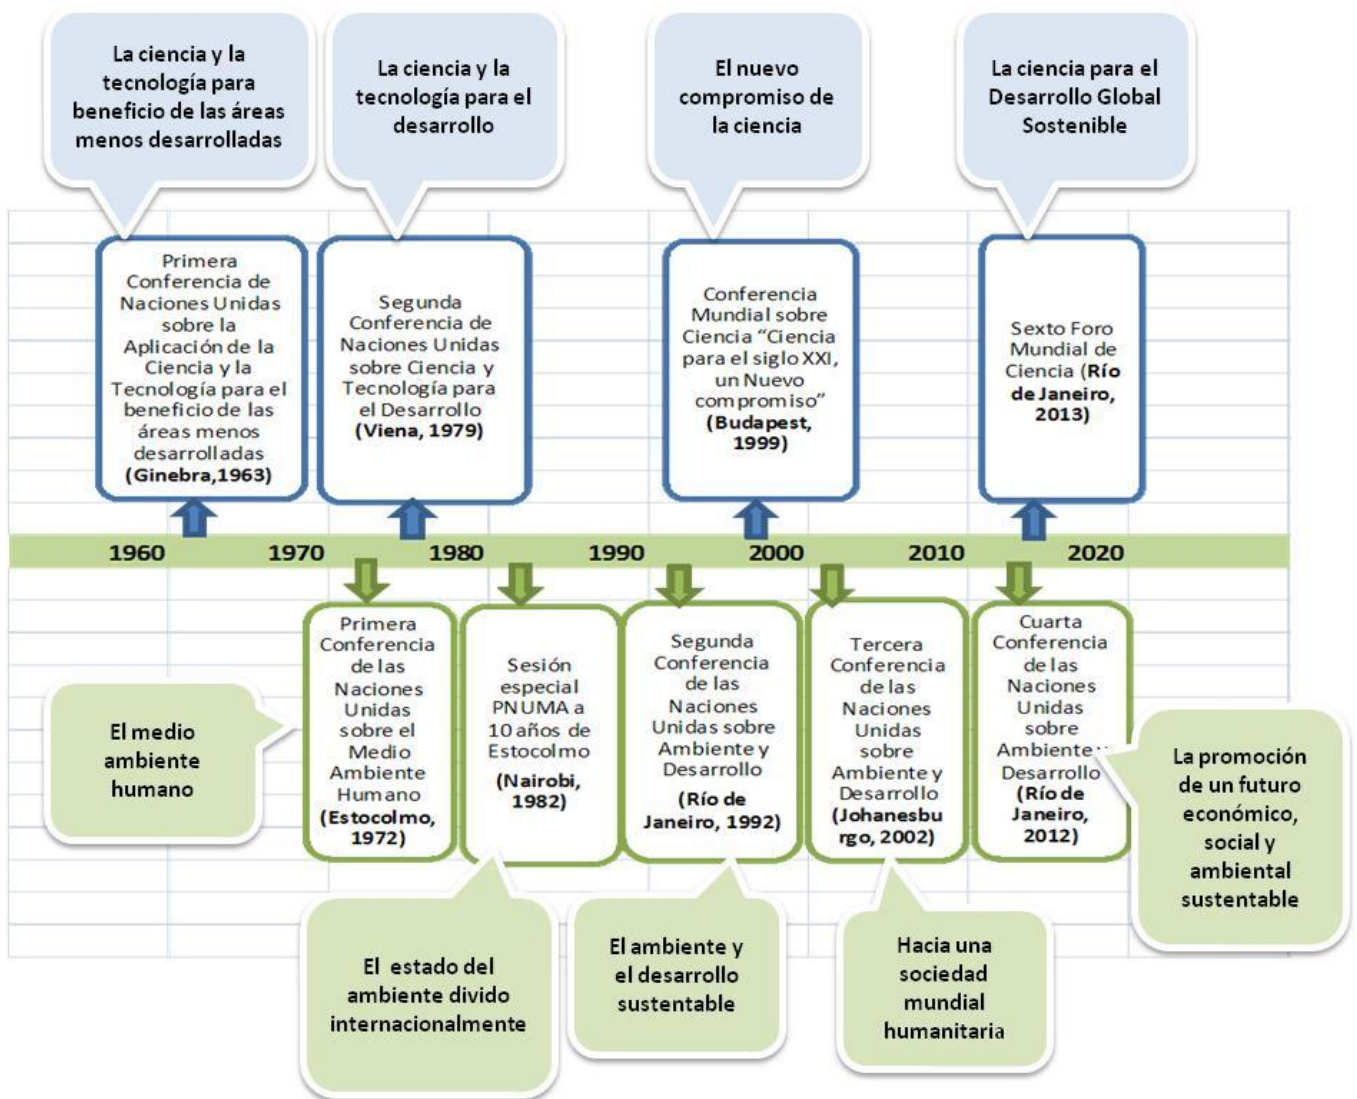 La ciencia y la
tecnología para
beneficio de las áreas
menos desarrolladas
La ciencia y la
tecnología para el
desarrollo
El nuevo
compromiso de
la ciencia
La ciencia para el
Desarrollo Global
Sostenible
Primera
Conferencia de
Naciones Unidas
sobre la
Aplicación de la
Ciencia y la
Tecnología para el
beneficio de las
áreas menos
desarrolladas
(Ginebra,1963)
Segunda
Conferencia de
Naciones Unidas
sobre Ciencia y
Tecnología para
el Desarrollo
(Viena, 1979)
Conferencia
Mundial sobre
Ciencia "Ciencia
para el siglo XXI,
un Nuevo
compromiso"
(Budapest,
1999)
Sexto Foro
Mundial de
Ciencia (Río
de Janeiro,
2013)
1960 1970 1980 1990 2000 2010 2020
Primera
Conferencia
de las
Naciones
Unidas
sobre el
Medio
Ambiente
Humano
(Estocolmo,
1972)
Sesión
especial
PNUMA a
10 años de
Estocolmo
(Nairobi,
1982)
Segunda
Conferencia
de las
Naciones
Unidas sobre
Ambiente y
Desarrollo
(Río de
Janeiro, 1992)
Tercera
Conferencia
de las
Naciones
Unidas
sobre
Ambiente y
Desarrollo
(Johanesbu
rgo, 2002)
Cuarta
Conferencia
de las
Naciones
Unidas
sobre
Ambiente y
Desarrollo
(Río de
Janeiro,
2012)
El medio
ambiente
humano
El estado del
ambiente divido
internacionalmente
El ambiente y
el desarrollo
sustentable
Hacia una
sociedad
mundial
humanitaria
La promoción
de un futuro
económico,
social y
ambiental
sustentable